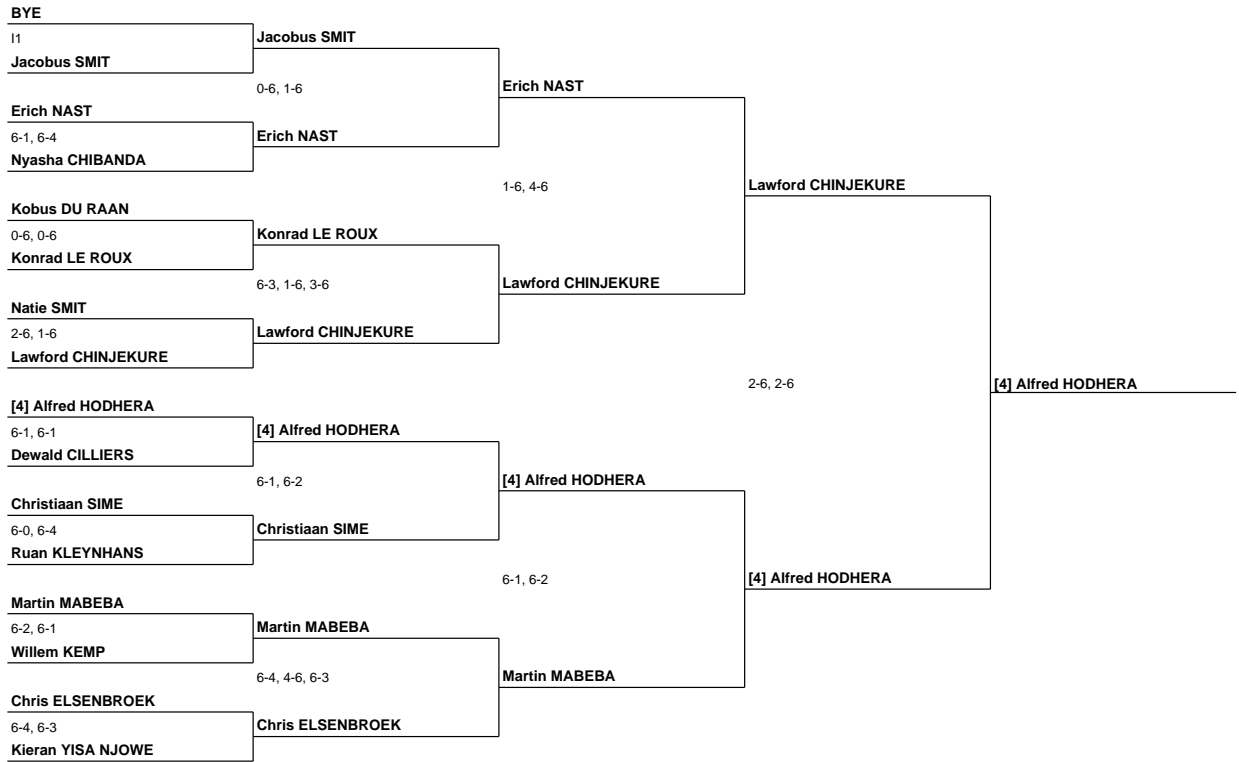 BYE
I1
Jacobus SMIT
Erich NAST
6-1, 6-4
Nyasha CHIBANDA
Kobus DU RAAN
0-6, 0-6
Konrad LE ROUX
Natie SMIT
2-6, 1-6
Lawford CHINJEKURE
[4] Alfred HODHERA
6-1, 6-1
Dewald CILLIERS
Christiaan SIME
6-0, 6-4
Ruan KLEYNHANS
Martin MABEBA
6-2, 6-1
Willem KEMP
Chris ELSENBROEK
6-4, 6-3
Kieran YISA NJOWE
Jacobus SMIT
0-6, 1-6
Erich NAST
Konrad LE ROUX
6-3, 1-6, 3-6
Lawford CHINJEKURE
[4] Alfred HODHERA
6-1, 6-2
Christiaan SIME
Martin MABEBA
6-4, 4-6, 6-3
Chris ELSENBROEK
Erich NAST
1-6, 4-6
Lawford CHINJEKURE
[4] Alfred HODHERA
6-1, 6-2
Martin MABEBA
Lawford CHINJEKURE
2-6, 2-6
[4] Alfred HODHERA
[4] Alfred HODHERA